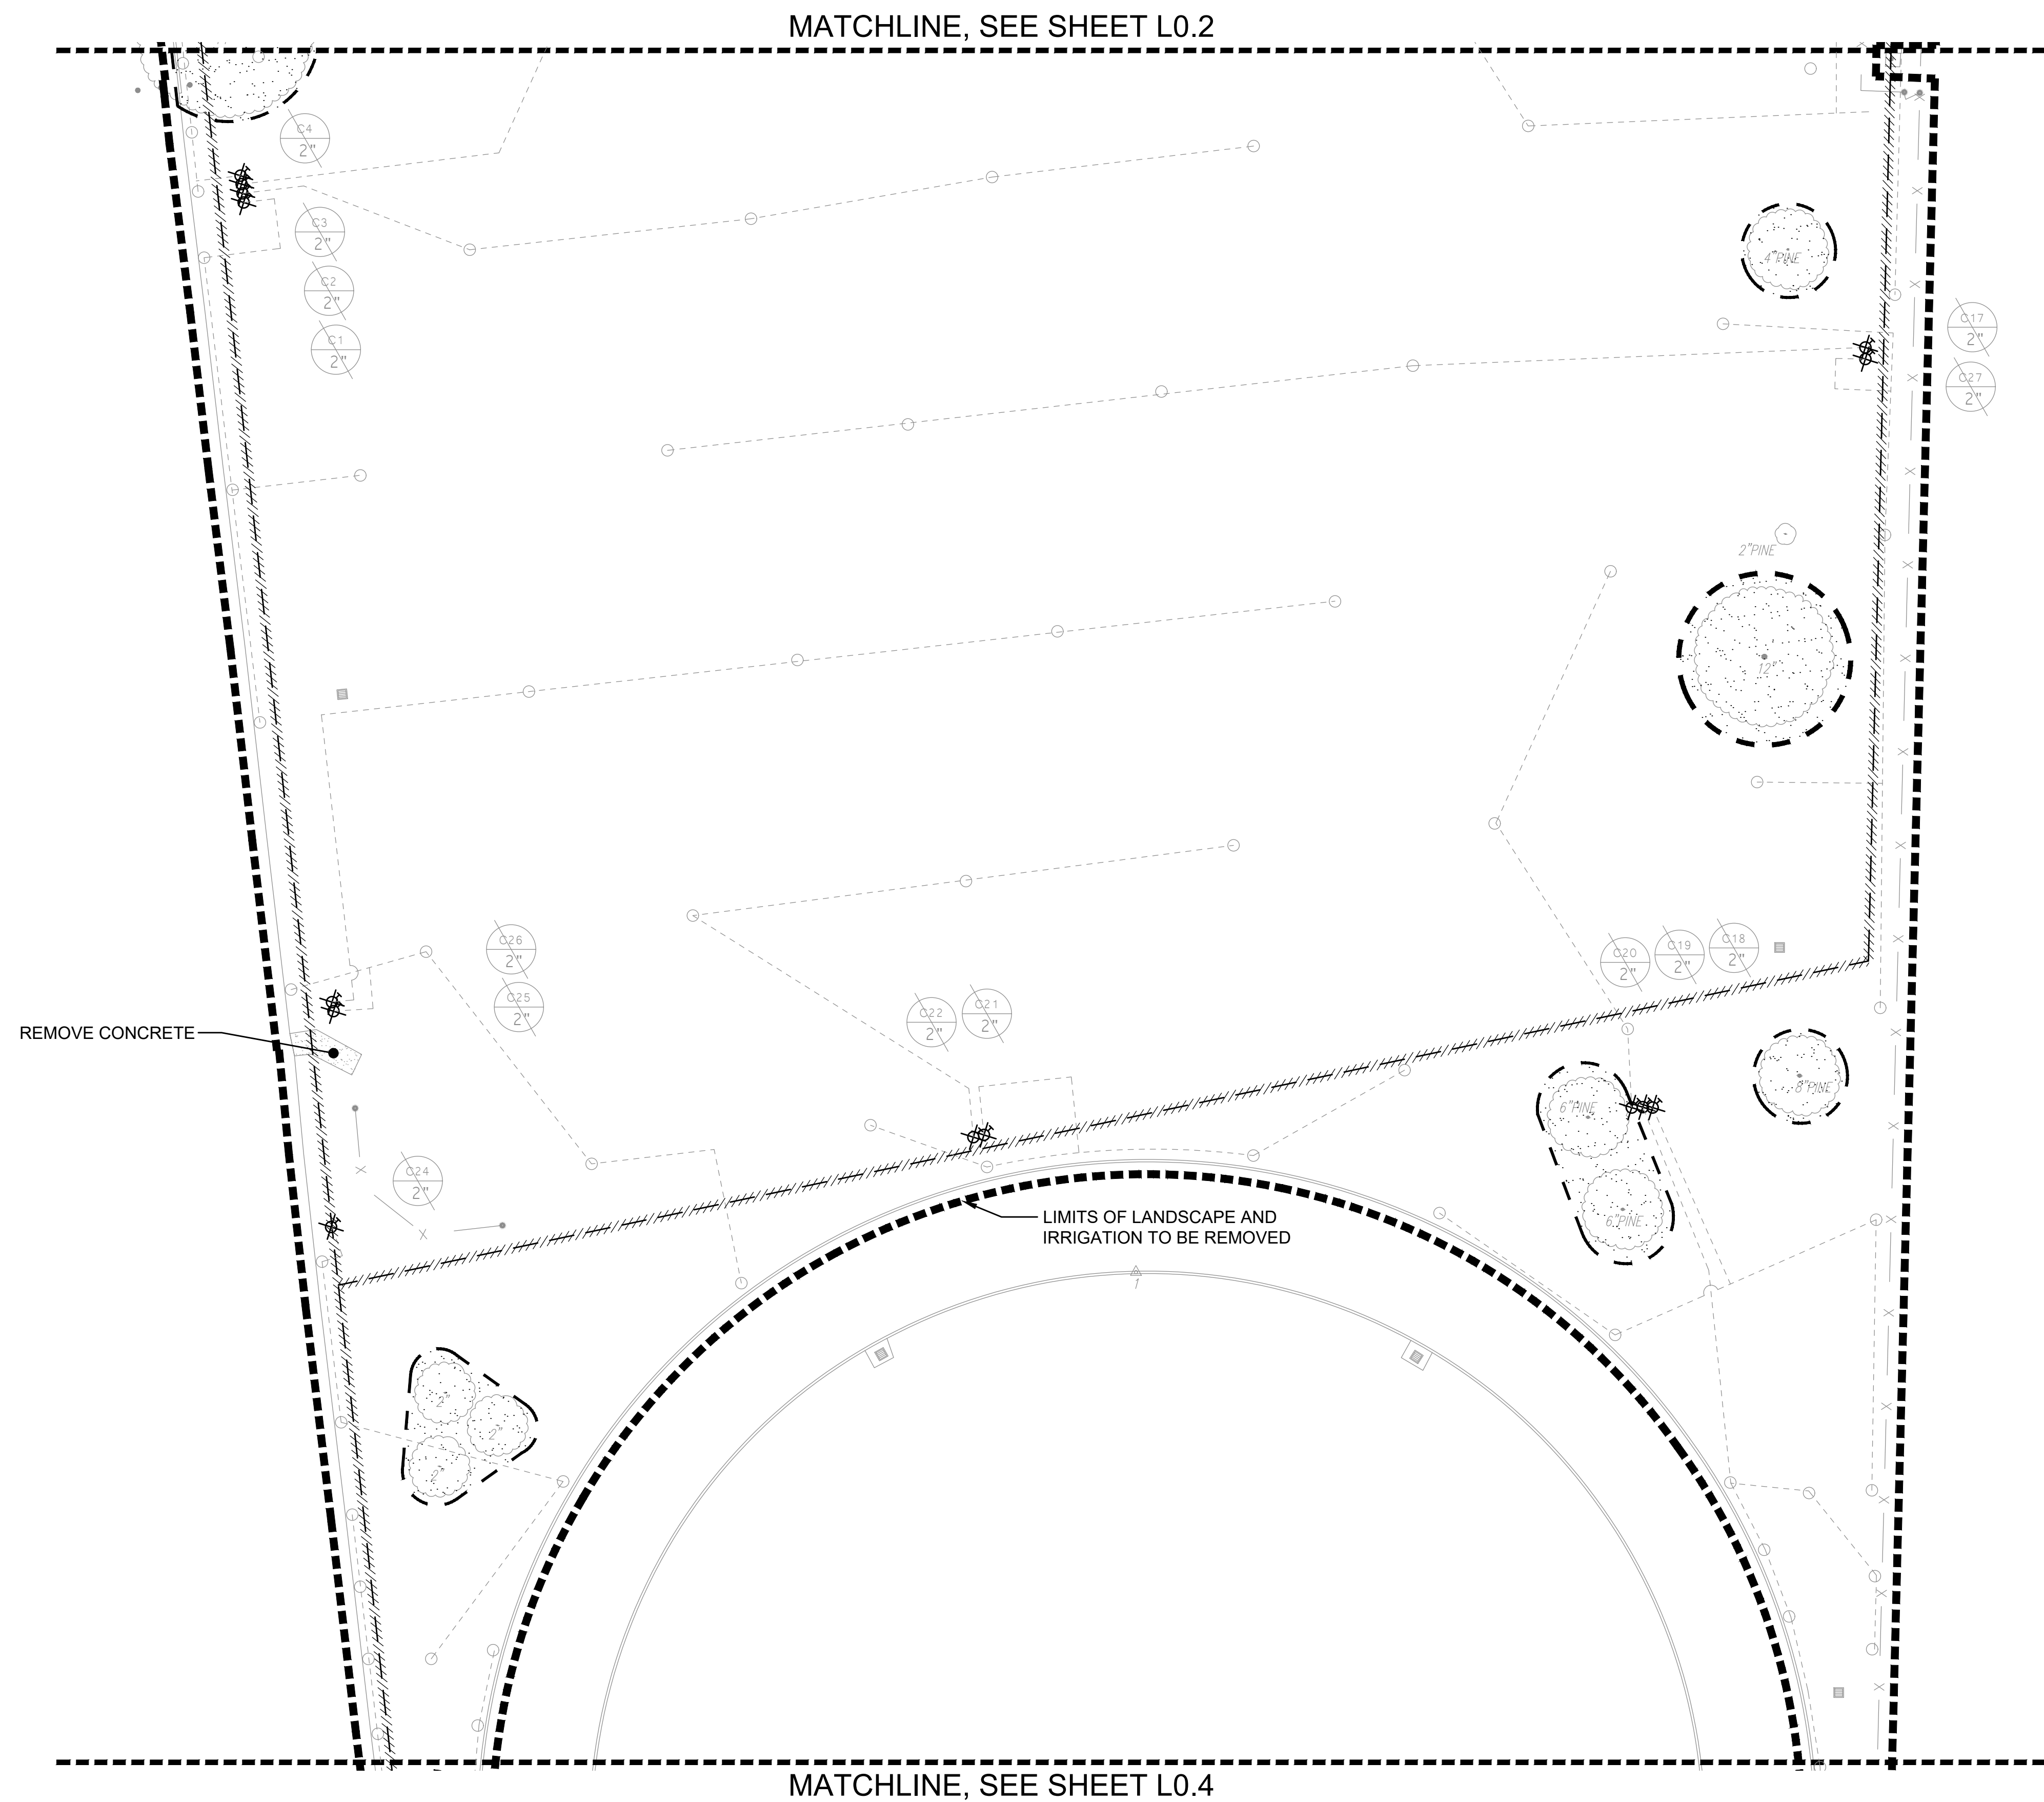 MATCHLINE, SEE SHEET L0.2
C4
2"
C3
2"
C2
2"
C1
2"
4"PINE
C17
2"
C27
2"
2"PINE
12"
C26
2"
C25
2"
C22
2"
C21
2"
C20
2"
C19
2"
C18
2"
REMOVE CONCRETE
6"PINE
8"PINE
C24
2"
6"PINE
LIMITS OF LANDSCAPE AND
IRRIGATION TO BE REMOVED
1
2"
2"
2"
MATCHLINE, SEE SHEET L0.4